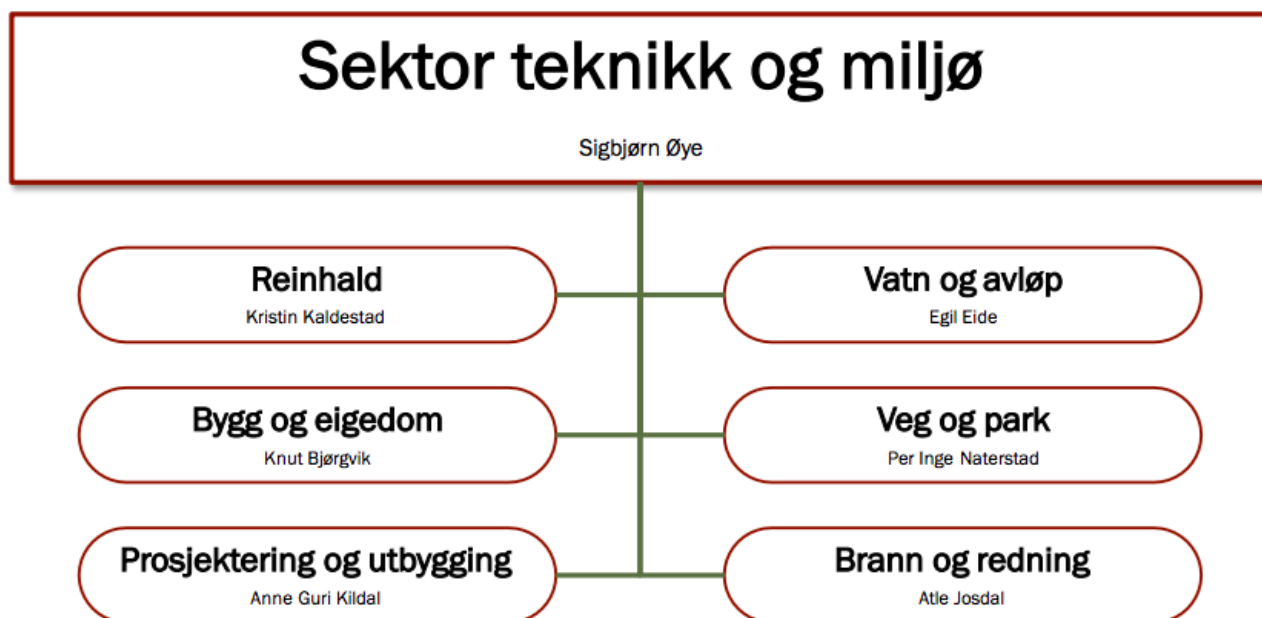 Sektor teknikk og miljø
Sigbjørn Øye
Reinhald
Kristin Kaldestad
Vatn og avløp
Egil Eide
Bygg og eigedom
Knut Bjørgvik
Veg og park
Per Inge Naterstad
Prosjektering og utbygging
Anne Guri Kildal
Brann og redning
Atle Josdal